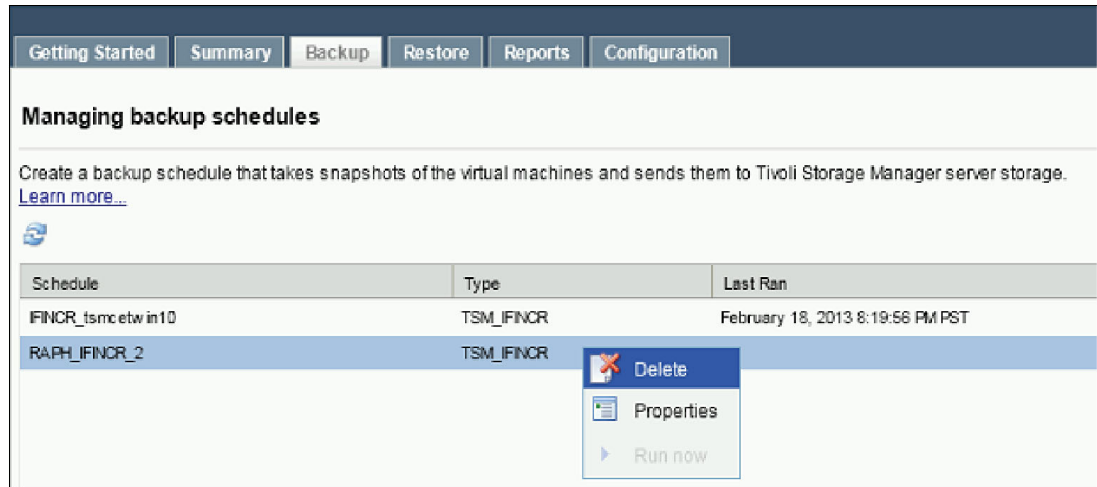 Getting Started Summary Backup Restore Reports Configuration
Managing backup schedules
Create a backup schedule that takes snapshots of the virtual machines and sends them to Tivoli Storage Manager server storage.
Learn more...
Schedule Type Last Ran
IFINCR_tsmcetwin10 TSM_IFINCR February 18, 2013 8:19:56 PM PST
RAPH_IFINCR_2 TSM_IFINCR
Delete
Properties
Run now